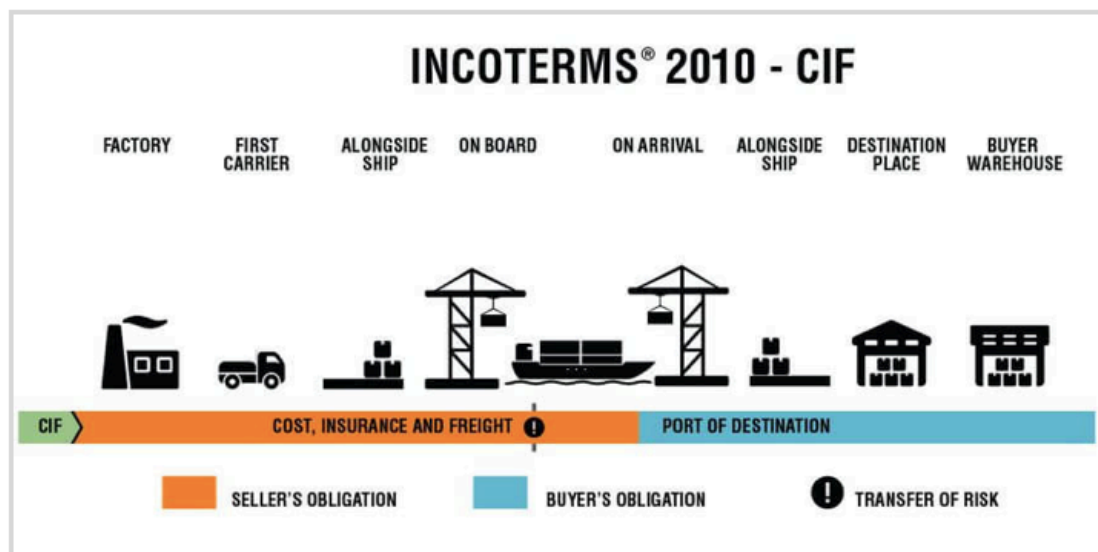 INCOTERMS® 2010 - CIF
FACTORY
FIRST
CARRIER
ALONGSIDE
SHIP
ON BOARD
ON ARRIVAL
ALONGSIDE
SHIP
DESTINATION
PLACE
BUYER
WAREHOUSE
CIF
COST, INSURANCE AND FREIGHT
PORT OF DESTINATION
SELLER'S OBLIGATION
BUYER'S OBLIGATION
TRANSFER OF RISK